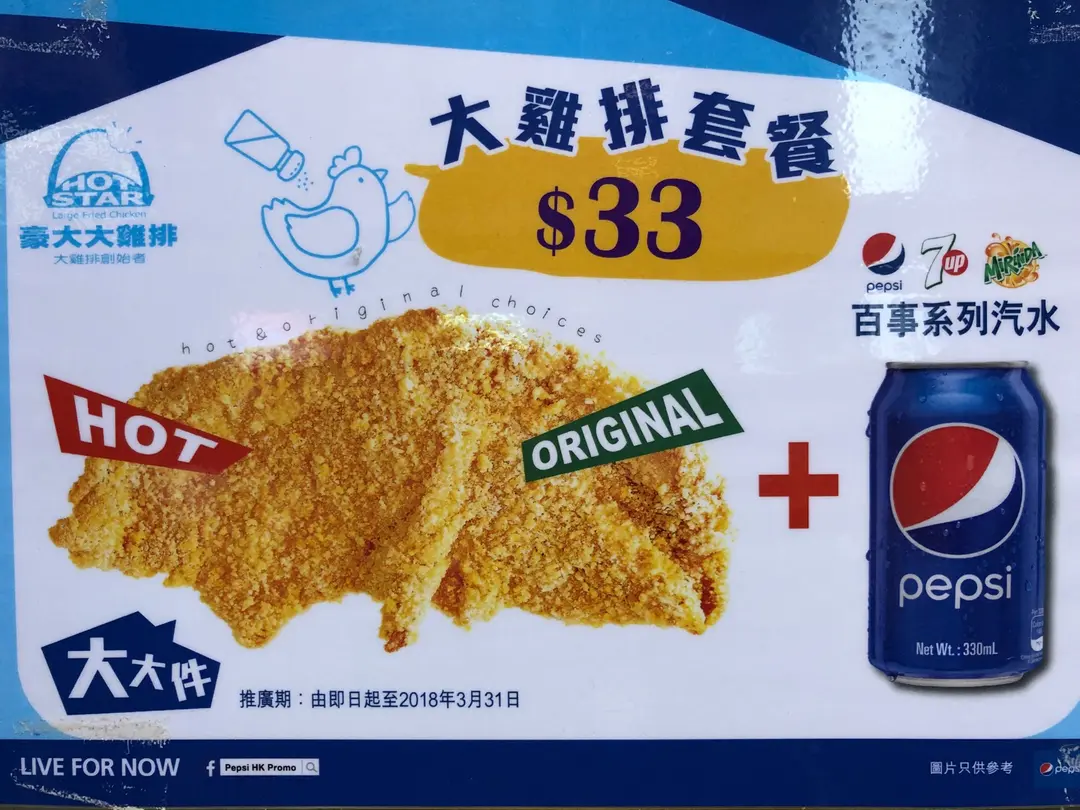 HOT
STAR
Large Fried Chicken
豪大大雞排
大雞排創始者
大雞排套餐
$33
pepsi
7up
MIRINDA
百事系列汽水
hot & original choices
HOT
ORIGINAL
pepsi
Net Wt.: 330mL
大大件
推廣期：由即日起至2018年3月31日
LIVE FOR NOW
f Pepsi HK Promo
圖片只供參考